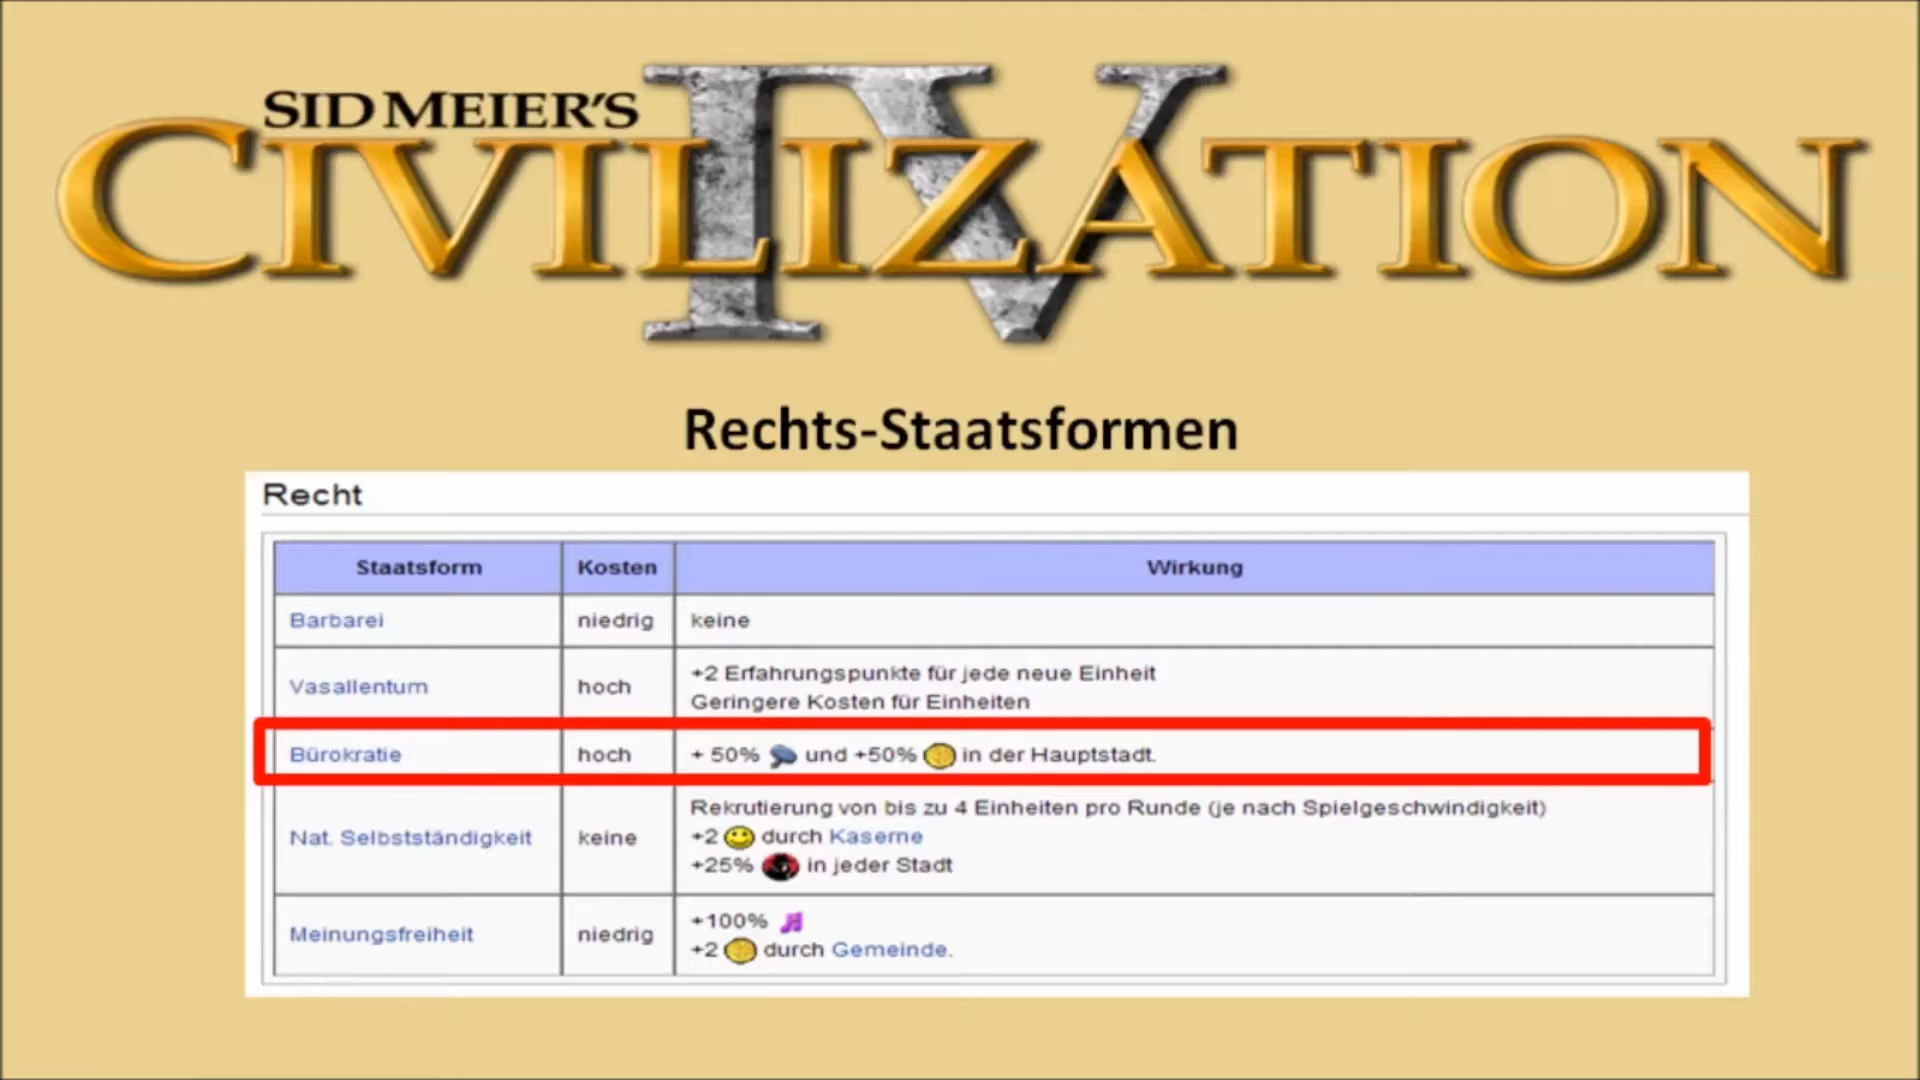 SID MEIER'S
CIVILIZATION
IV
Rechts-Staatsformen
Recht
Staatsform Kosten Wirkung
Barbarei niedrig keine
Vasallentum hoch +2 Erfahrungspunkte für jede neue Einheit
Geringere Kosten für Einheiten
Bürokratie hoch + 50% und +50% in der Hauptstadt.
Nat. Selbstständigkeit keine Rekrutierung von bis zu 4 Einheiten pro Runde (je nach Spielgeschwindigkeit)
+2 durch Kaserne
+25% in jeder Stadt
Meinungsfreiheit niedrig +100%
+2 durch Gemeinde.